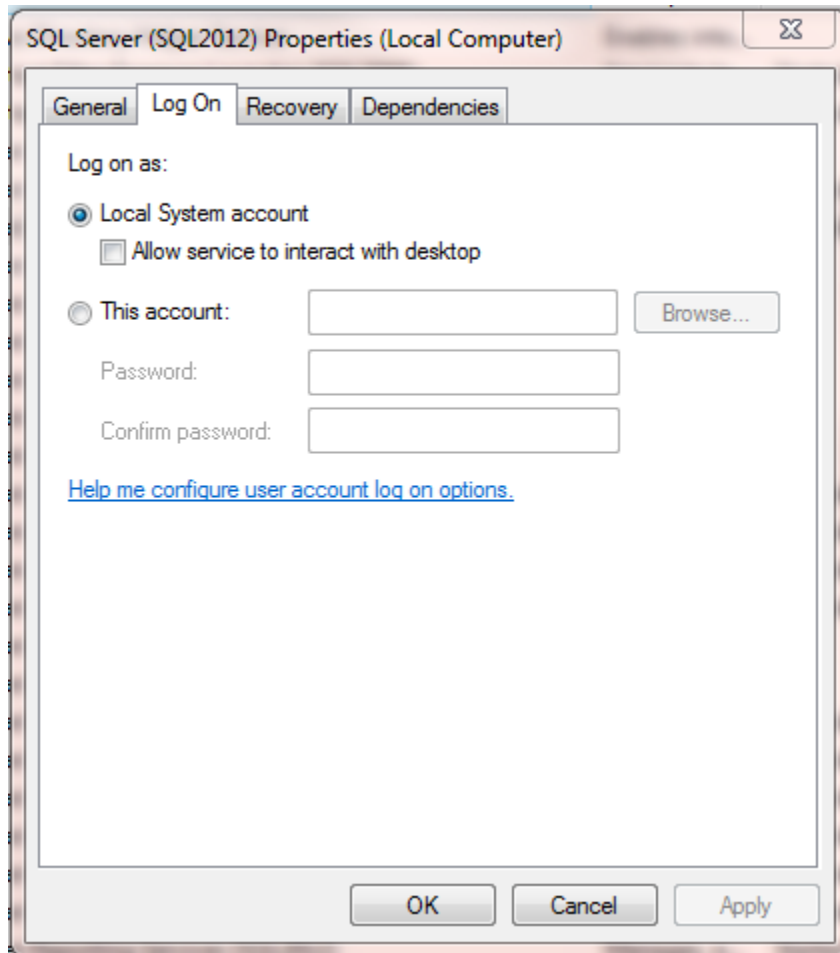 SQL Server (SQL2012) Properties (Local Computer)
General Log On Recovery Dependencies
Log on as:
Local System account
Allow service to interact with desktop
This account: Browse...
Password:
Confirm password:
Help me configure user account log on options.
OK Cancel Apply